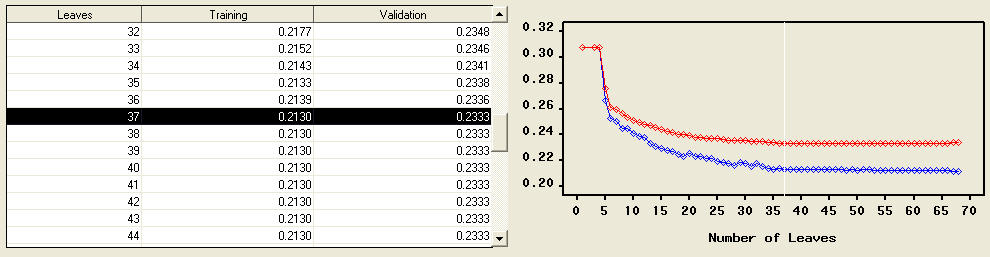 Leaves Training Validation
32 0.2177 0.2348
33 0.2152 0.2346
34 0.2143 0.2341
35 0.2133 0.2338
36 0.2139 0.2336
37 0.2130 0.2333
38 0.2130 0.2333
39 0.2130 0.2333
40 0.2130 0.2333
41 0.2130 0.2333
42 0.2130 0.2333
43 0.2130 0.2333
44 0.2130 0.2333
0.32
0.30
0.28
0.26
0.24
0.22
0.20
0 5 10 15 20 25 30 35 40 45 50 55 60 65 70
Number of Leaves